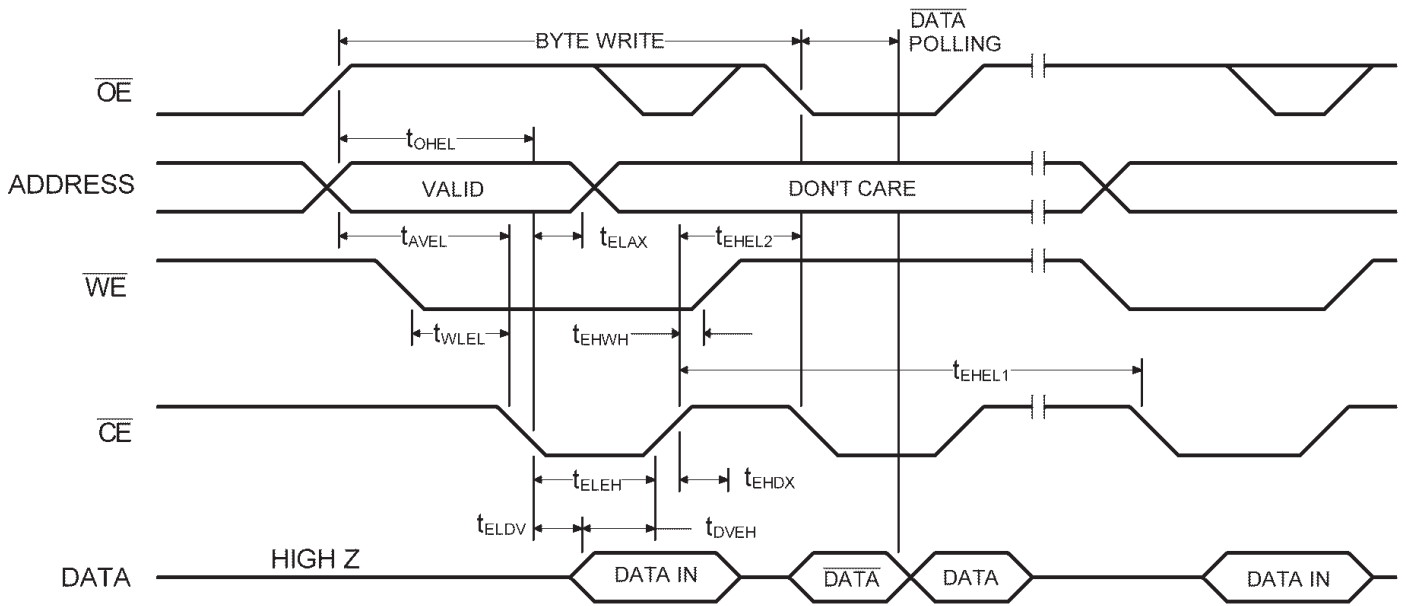 BYTE WRITE
DATA
POLLING
OE
tOHEL
ADDRESS
VALID
DON'T CARE
tAVEL
tELAX
tEHEL2
WE
tWLEL
tEHWH
tEHEL1
CE
tELEH
tEHDX
tELDV
tDVEH
DATA
HIGH Z
DATA IN
DATA
DATA
DATA IN